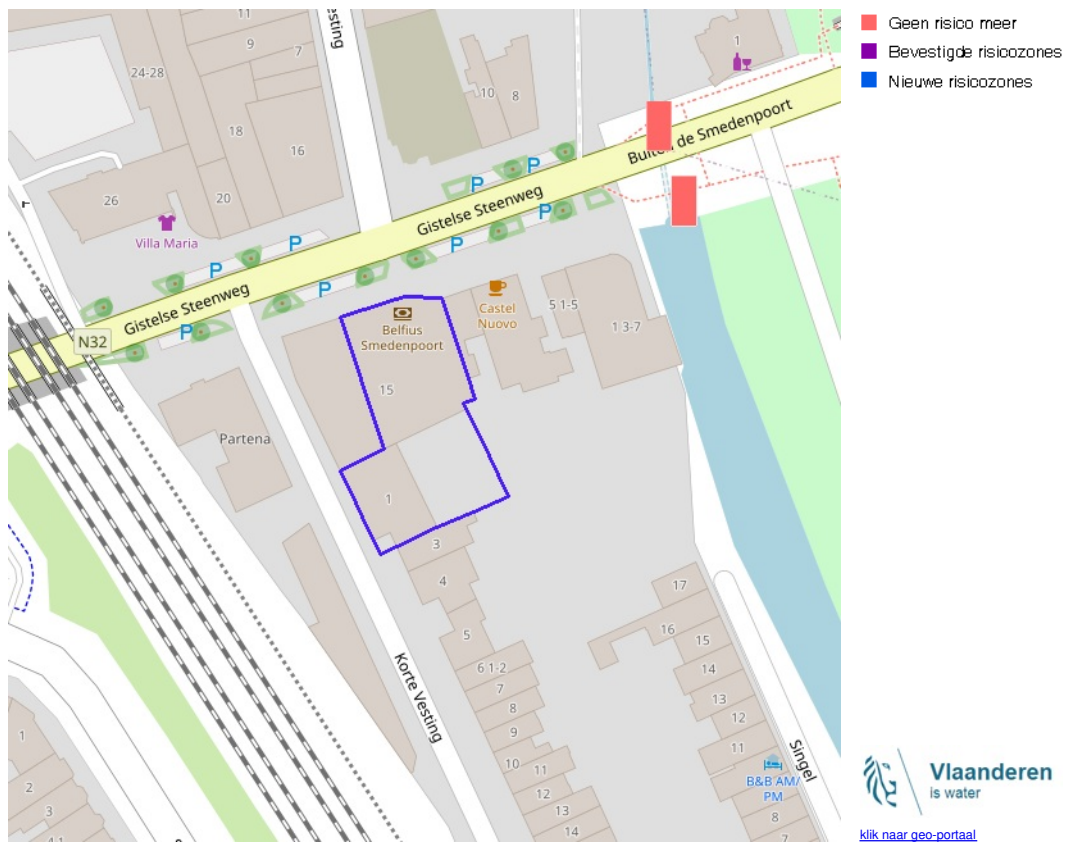 Geen risico meer
Bevestigde risicozones
Nieuwe risicozones
11
9
7
24-28
18
16
20
26
Villa Maria
esting
10
8
1
Buiten de Smedenpoort
P
P
Gistelse Steenweg
P
P
P
P
P
P
Gistelse Steenweg
N32
Belfius
Smedenpoort
Castel
Nuovo
5 1-5
1 3-7
15
Partena
1
3
4
5
6 1-2
7
8
9
10
11
12
13
14
Korte Vesting
17
16
15
14
13
12
11
B&B AM/
PM
8
7
Singel
1
2
3
Vlaanderen
is water
klik naar geo-portaal